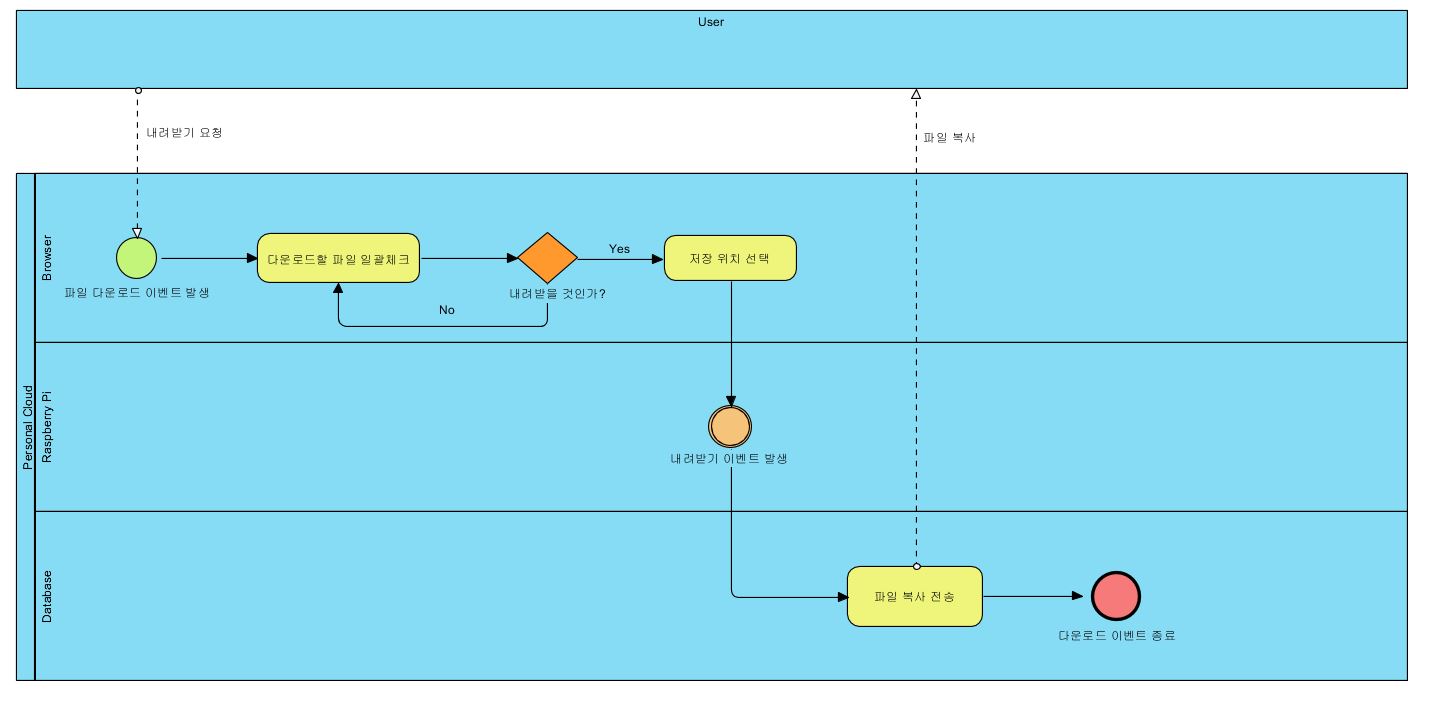 User
내려받기 요청
파일 복사
Personal Cloud
Browser
파일 다운로드 이벤트 발생
다운로드할 파일 일괄체크
내려받을 것인가?
Yes
No
저장 위치 선택
Raspberry Pi
내려받기 이벤트 발생
Database
파일 복사 전송
다운로드 이벤트 종료